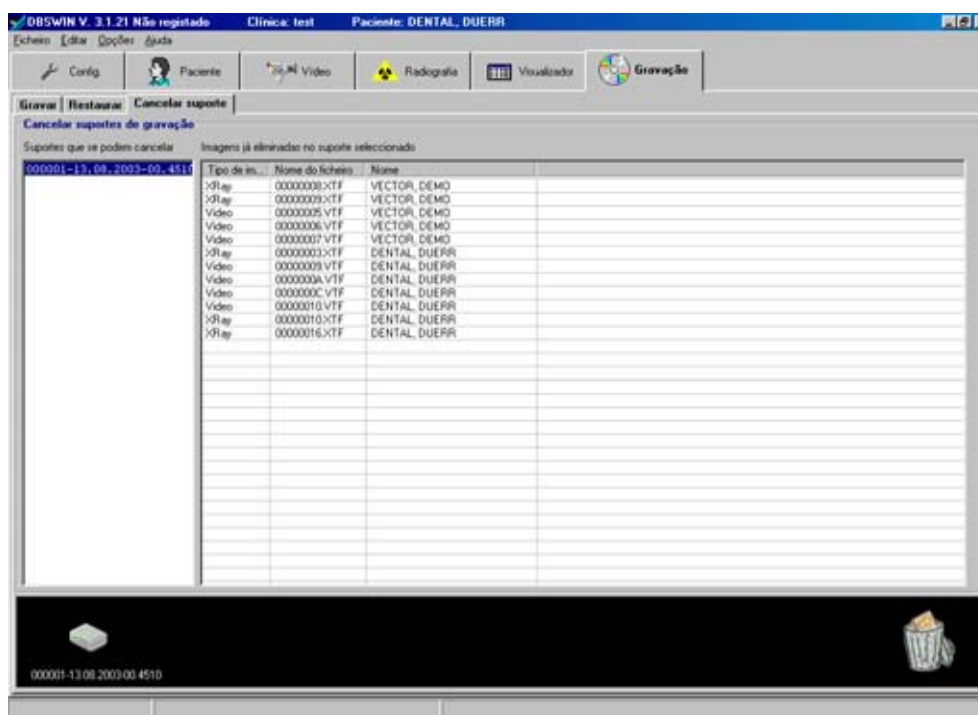 DBSWIN V. 3.1.21 Não registado Clínica: test Paciente: DENTAL, DUERR
Ficheiro Editar Opções Ajuda
Config. Paciente Vídeo Radiografia Visualizador Gravação
Gravar Restaurar Cancelar suporte
Cancelar suportes de gravação
Suportes que se podem cancelar Imagens já eliminadas no suporte seleccionado
000001-13.08.2003-00.4510 Tipo de im... Nome do ficheiro Nome
XRay 00000008.XTF VECTOR, DEMO
XRay 00000009.XTF VECTOR, DEMO
Video 00000005.VTF VECTOR, DEMO
Video 00000006.VTF VECTOR, DEMO
Video 00000007.VTF VECTOR, DEMO
XRay 00000003.XTF DENTAL, DUERR
Video 00000009.VTF DENTAL, DUERR
Video 0000000A.VTF DENTAL, DUERR
Video 0000000C.VTF DENTAL, DUERR
Video 00000010.VTF DENTAL, DUERR
XRay 00000010.XTF DENTAL, DUERR
XRay 00000016.XTF DENTAL, DUERR
000001-13.08.2003-00.4510